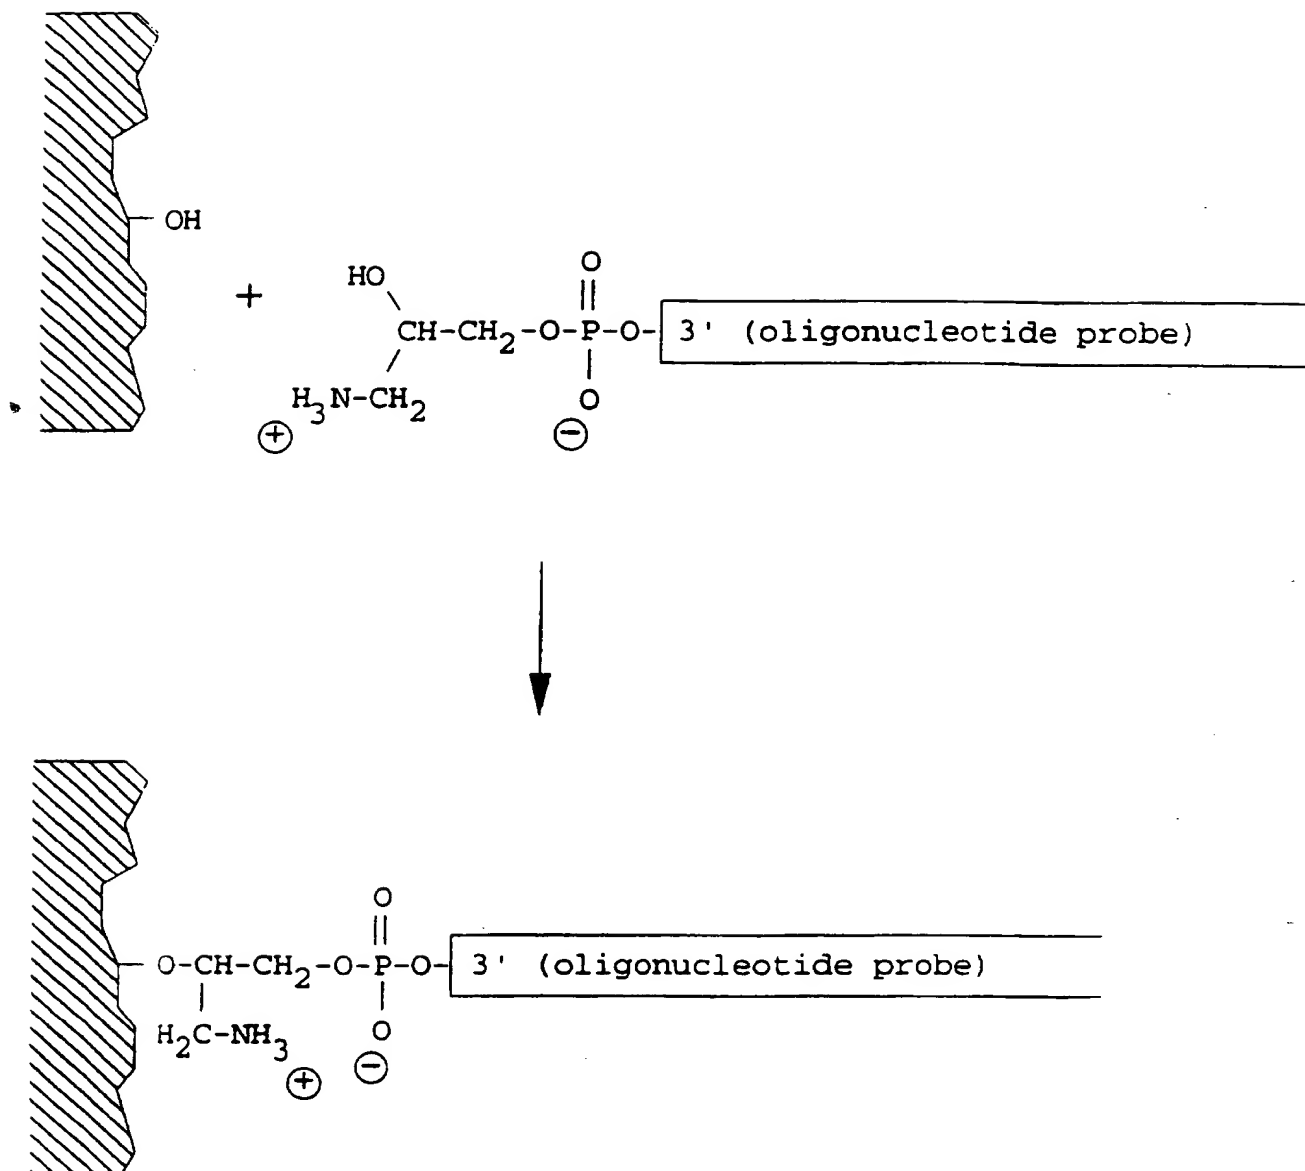 OH
+
O
HO
CH-CH2-O-P-O- 3' (oligonucleotide probe)
H3N-CH2
O
+
−
O
O-CH-CH2-O-P-O- 3' (oligonucleotide probe)
H2C-NH3
O
+
−